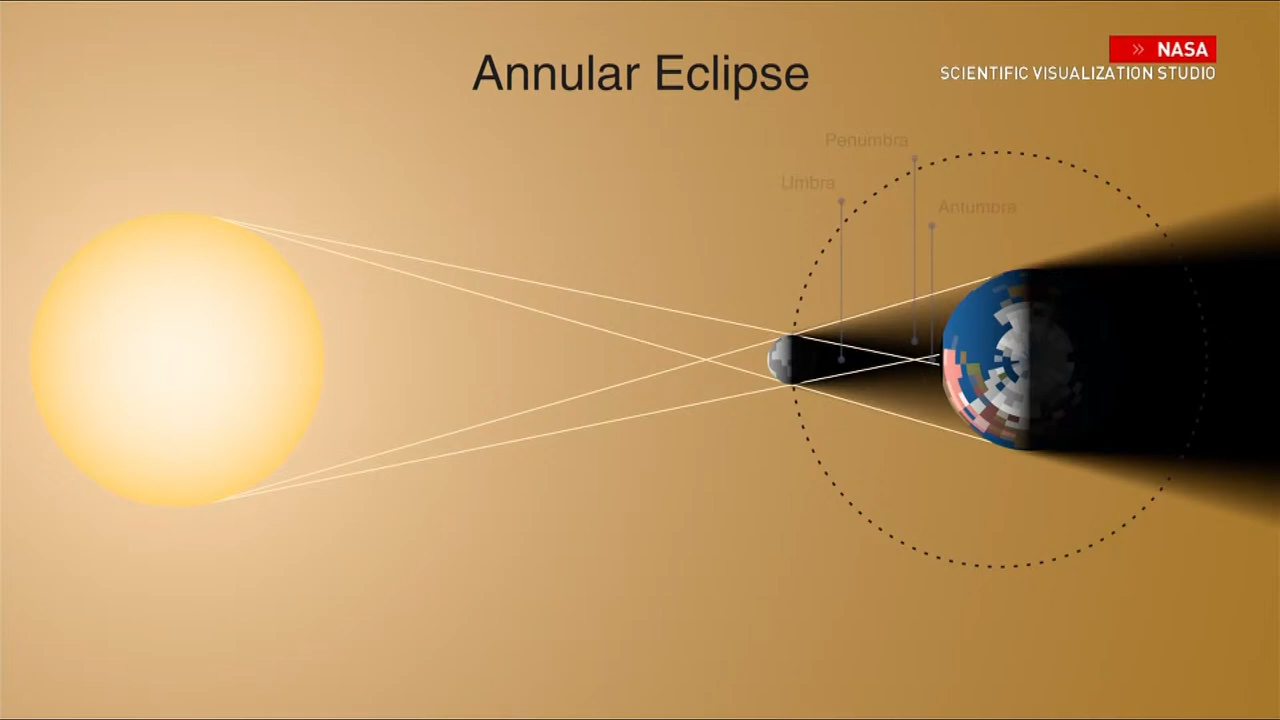 Annular Eclipse
» NASA
SCIENTIFIC VISUALIZATION STUDIO
Penumbra
Umbra
Antumbra